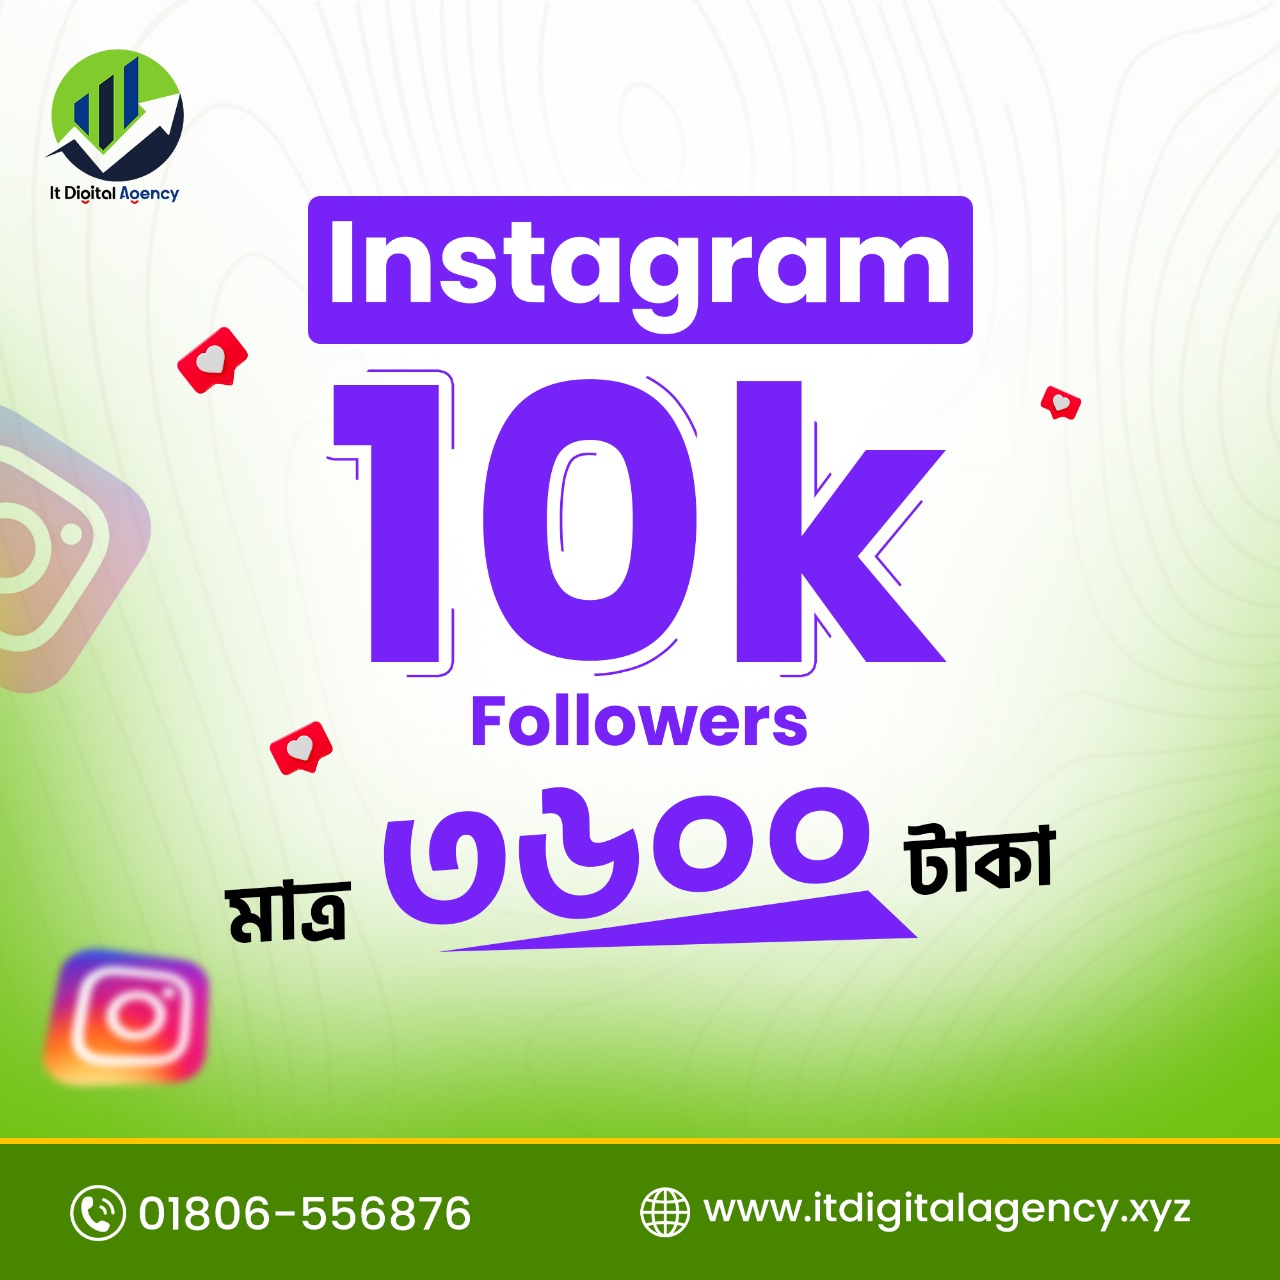 It Digital Agency
Instagram
10k
Followers
মাত্র ৩৬০০ টাকা
01806-556876
www.itdigitalagency.xyz